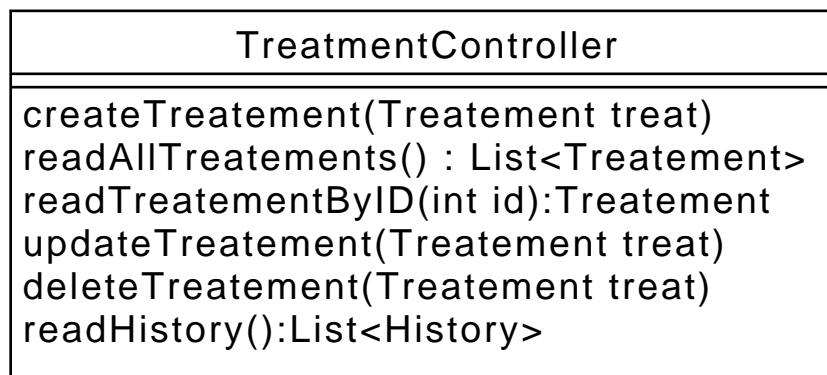 TreatmentController
createTreatement(Treatement treat)
readAllTreatements() : List<Treatement>
readTreatementByID(int id):Treatement
updateTreatement(Treatement treat)
deleteTreatement(Treatement treat)
readHistory():List<History>